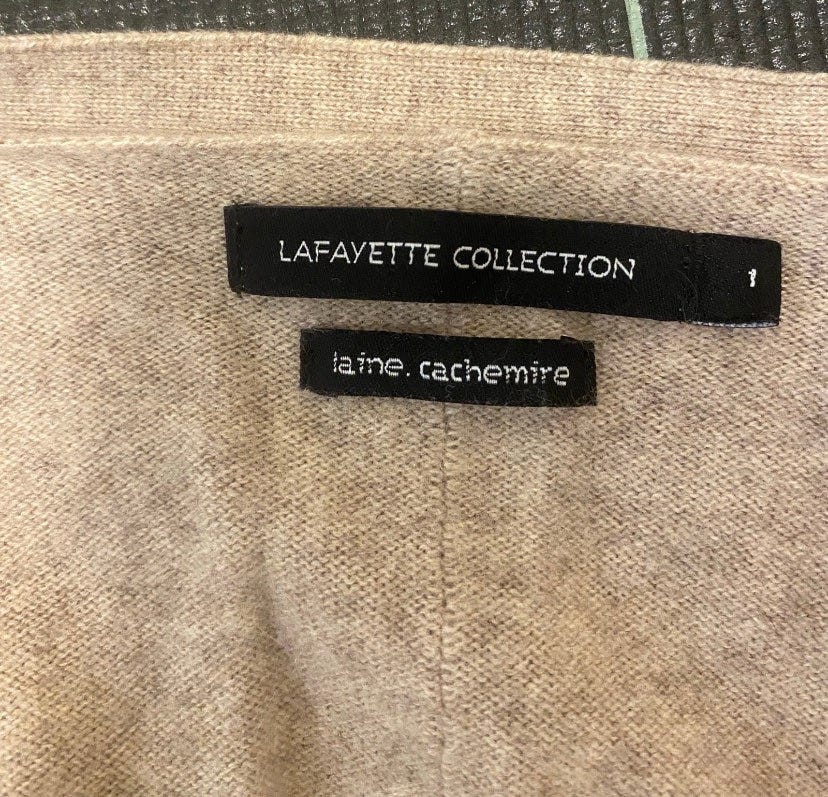 LAFAYETTE COLLECTION
1
laine. cachemire